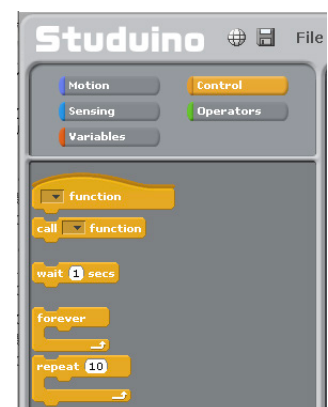 Studuino File
Motion Control
Sensing Operators
Variables
function
call function
wait 1 secs
forever
repeat 10